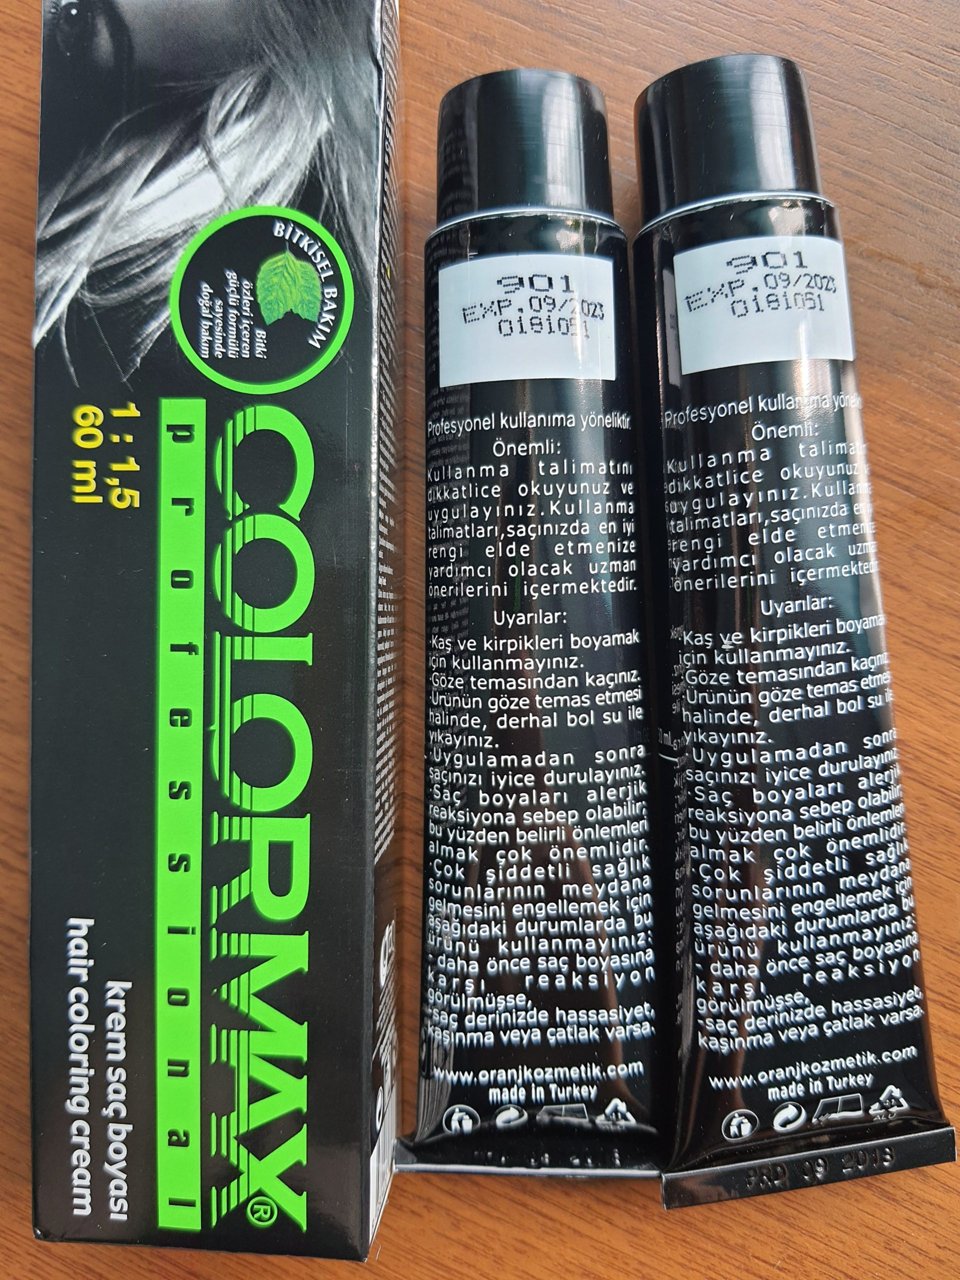 BİTKİSEL BAKIM
Bitki
özleri içeren
güçlü formülü
sayesinde
doğal bakım
COLORMAX®
professional
1 : 1,5
60 ml
krem saç boyası
hair coloring cream
901
EXP.09/2023
0181051
Profesyonel kullanıma yöneliktir.
Önemli:
Kullanma talimatını
dikkatlice okuyunuz ve
uygulayınız.Kullanma
talimatları,saçınızda en iyi
rengi elde etmenize
yardımcı olacak uzman
önerilerini içermektedir.
Uyarılar:
·Kaş ve kirpikleri boyamak
için kullanmayınız.
·Göze temasından kaçınız.
·Ürünün göze temas etmesi
halinde, derhal bol su ile
yıkayınız.
·Uygulamadan sonra
saçınızı iyice durulayınız.
·Saç boyaları alerjik
reaksiyona sebep olabilir;
bu yüzden belirli önlemleri
almak çok önemlidir.
·Çok şiddetli sağlık
sorunlarının meydana
gelmesini engellemek için
aşağıdaki durumlarda bu
ürünü kullanmayınız:
- daha önce saç boyasına
karşı reaksiyon
görülmüşse,
-saç derinizde hassasiyet,
kaşınma veya çatlak varsa.
www.oranjkozmetik.com
made in Turkey
901
EXP.09/2023
0181051
Profesyonel kullanıma
Önemli:
Kullanma talimatını
dikkatlice okuyunuz ve
uygulayınız.Kullanma
talimatları,saçınızda en
rengi elde etmenize
yardımcı olacak uzman
önerilerini içermektedir
Uyarılar:
·Kaş ve kirpikleri boyamak
için kullanmayınız.
·Göze temasından kaçınız
·Ürünün göze temas etmesi
halinde, derhal bol su ile
yıkayınız.
·Uygulamadan sonra
saçınızı iyice durulayınız
·Saç boyaları alerjik
reaksiyona sebep olabilir;
bu yüzden belirli önlemleri
almak çok önemlidir.
·Çok şiddetli sağlık
sorunlarının meydana
gelmesini engellemek için
aşağıdaki durumlarda bu
ürünü kullanmayınız:
- daha önce saç boyasına
karşı reaksiyon
görülmüşse,
-saç derinizde hassasiyet,
kaşınma veya çatlak varsa.
www.oranjkozmetik.com
made in Turkey
PRD 09 2018